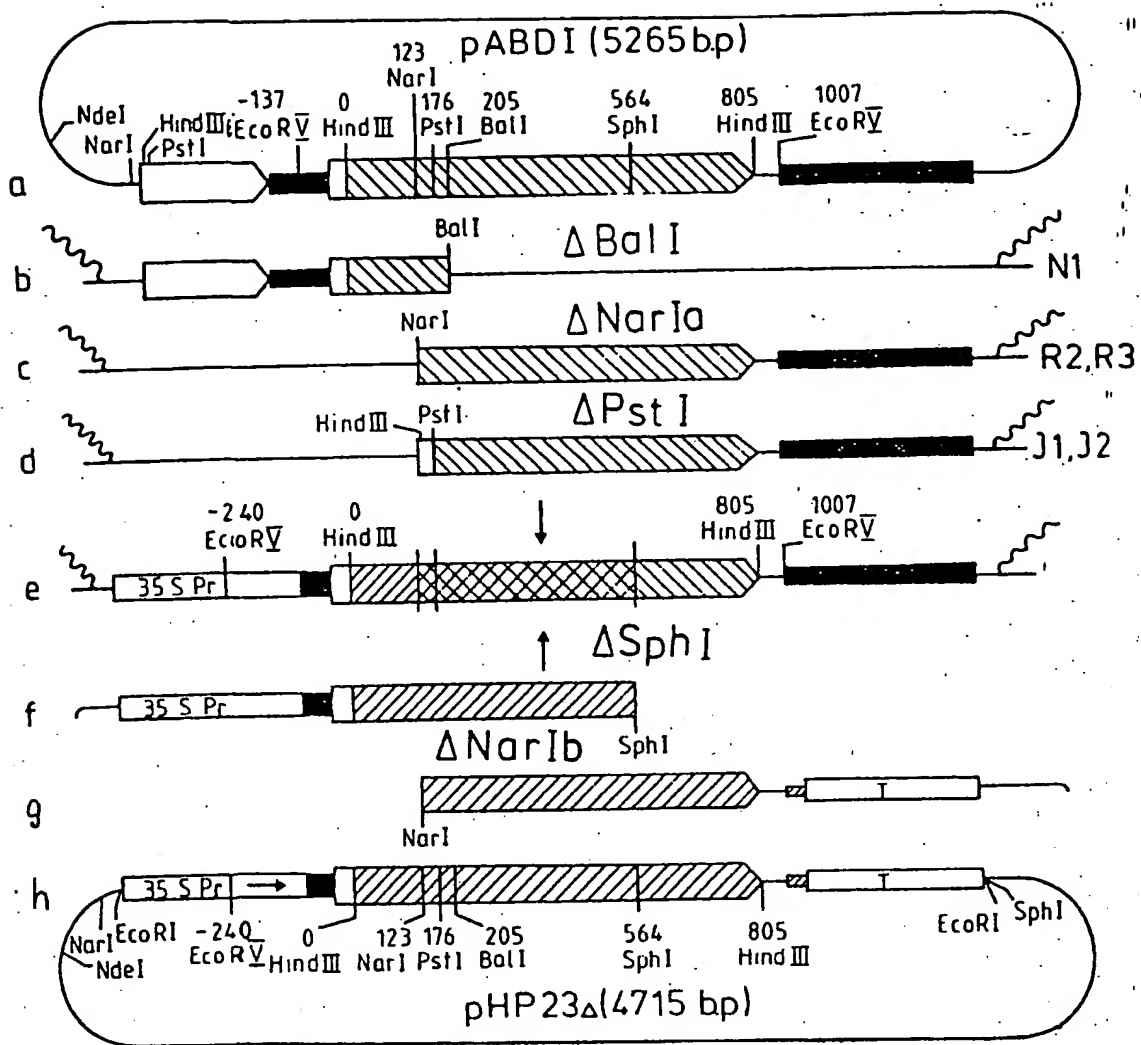 pABDI (5265 b.p)
NdeI
NarI
HindIII
PstI
-137
EcoRV
0
HindIII
123
NarI
176
PstI
205
BalI
564
SphI
805
HindIII
1007
EcoRV
a
BalI
Δ BalI
b
N1
NarI
ΔNarIa
c
R2,R3
HindIII
PstI
ΔPstI
d
J1,J2
-240
EcoRV
0
HindIII
805
HindIII
1007
EcoRV
e
35 S Pr
ΔSphI
f
35 S Pr
SphI
ΔNarIb
g
T
NarI
h
35 S Pr
T
NarI
EcoRI
NdeI
-240
EcoRV
0
HindIII
123
NarI
176
PstI
205
BalI
564
SphI
805
HindIII
EcoRI
SphI
pHP23Δ(4715 bp)